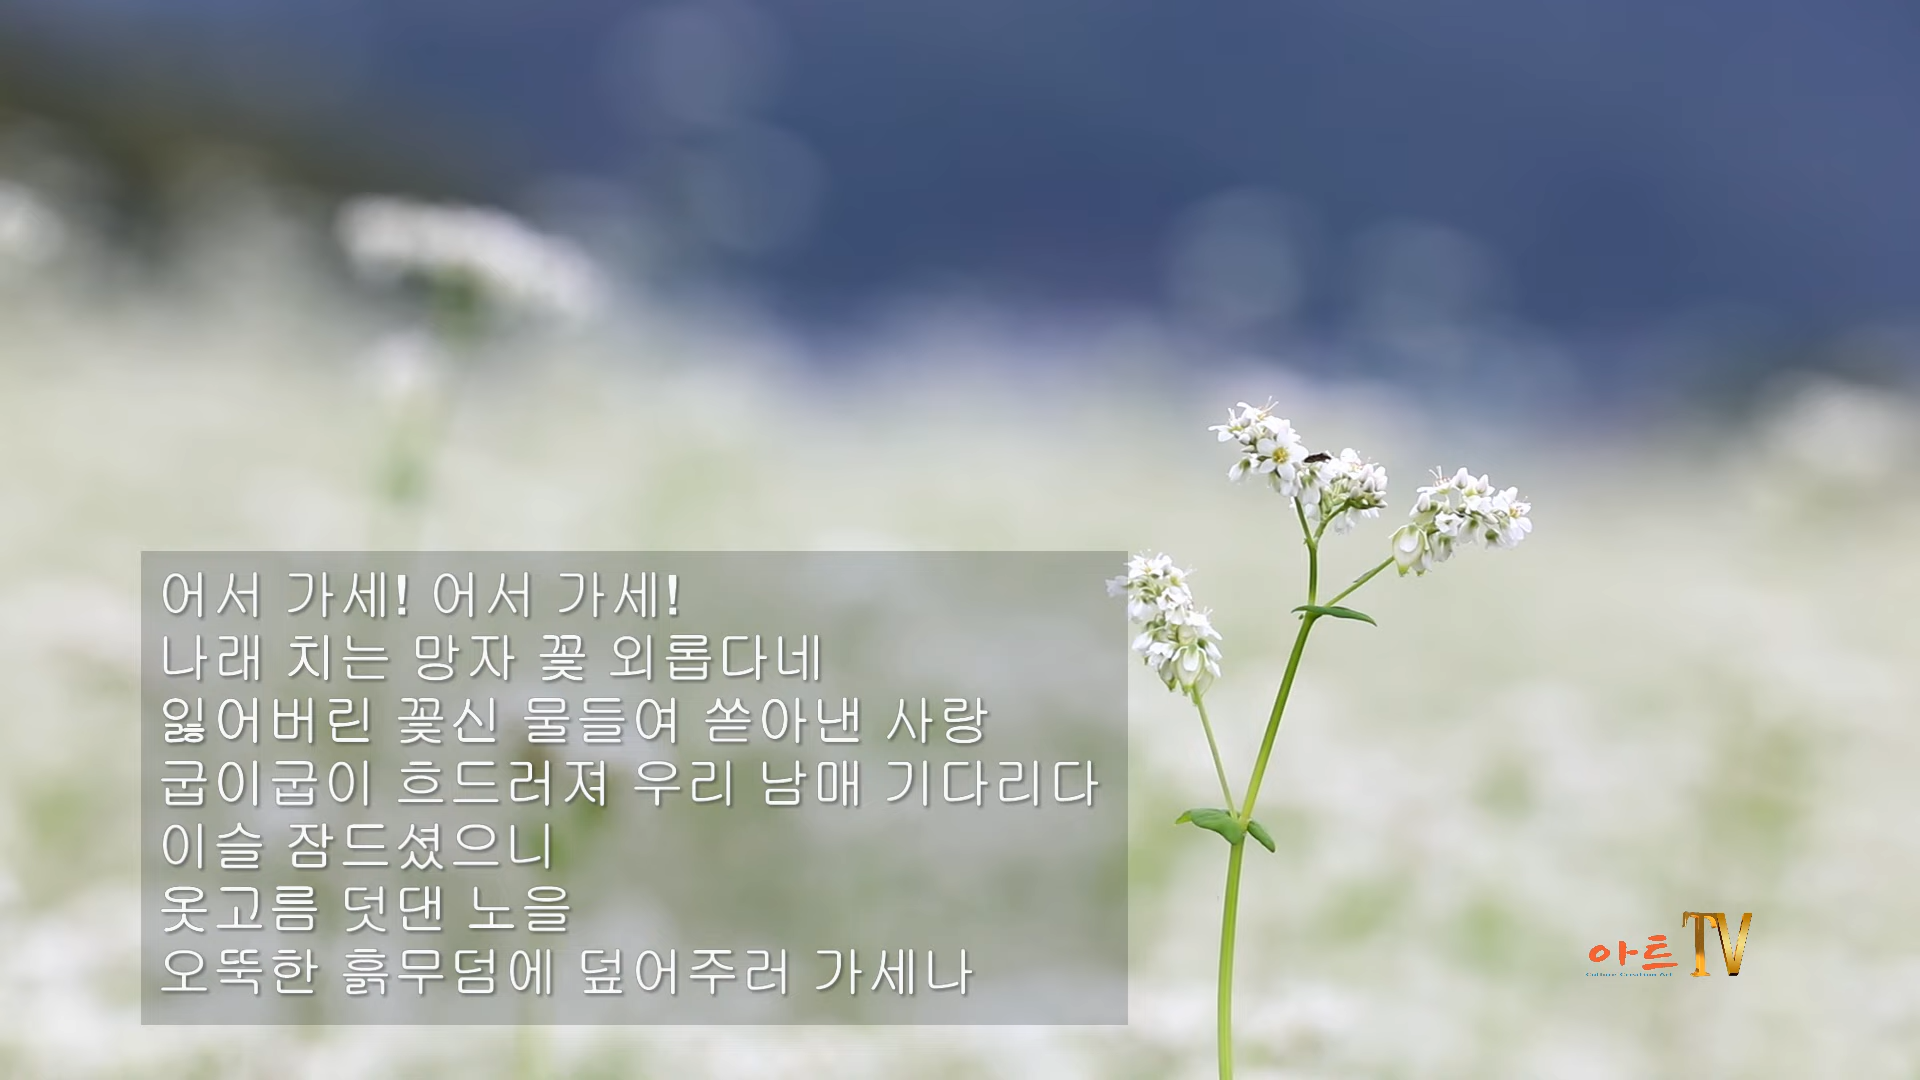 어서 가세! 어서 가세!
나래 치는 망자 꽃 외롭다네
잃어버린 꽃신 물들여 쏟아낸 사랑
굽이굽이 흐드러져 우리 남매 기다리다
이슬 잠드셨으니
옷고름 덧댄 노을
오뚝한 흙무덤에 덮어주러 가세나
아트TV
Culture Creation Art